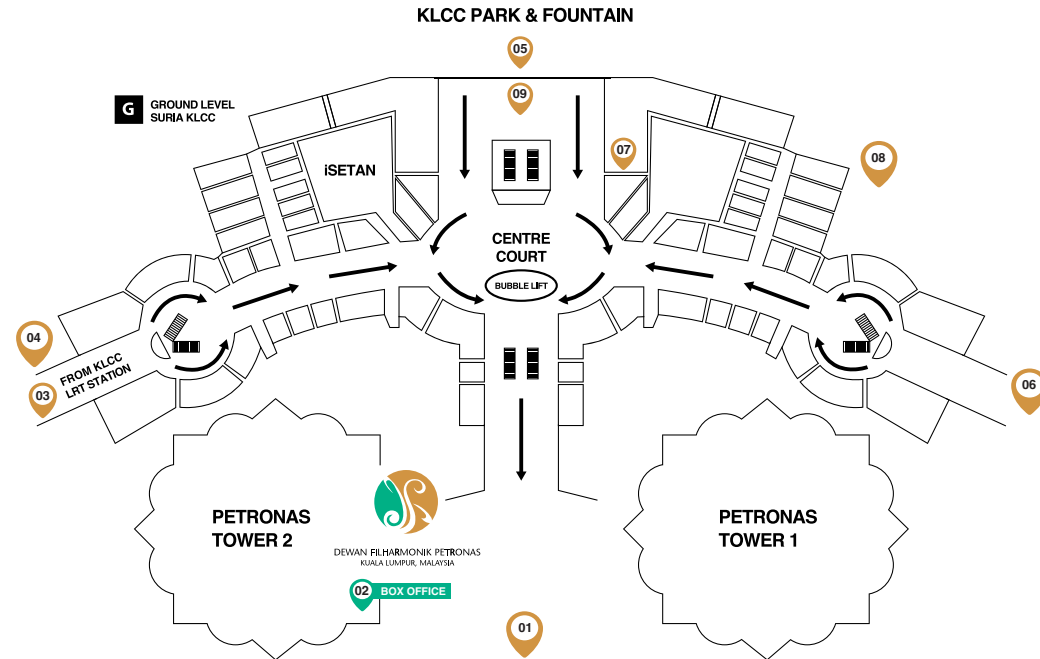 KLCC PARK & FOUNTAIN
05
09
G
GROUND LEVEL
SURIA KLCC
07
08
iSETAN
CENTRE
COURT
BUBBLE LIFT
04
FROM KLCC
LRT STATION
03
06
PETRONAS
TOWER 2
PETRONAS
TOWER 1
DEWAN FILHARMONIK PETRONAS
KUALA LUMPUR, MALAYSIA
02 BOX OFFICE
01